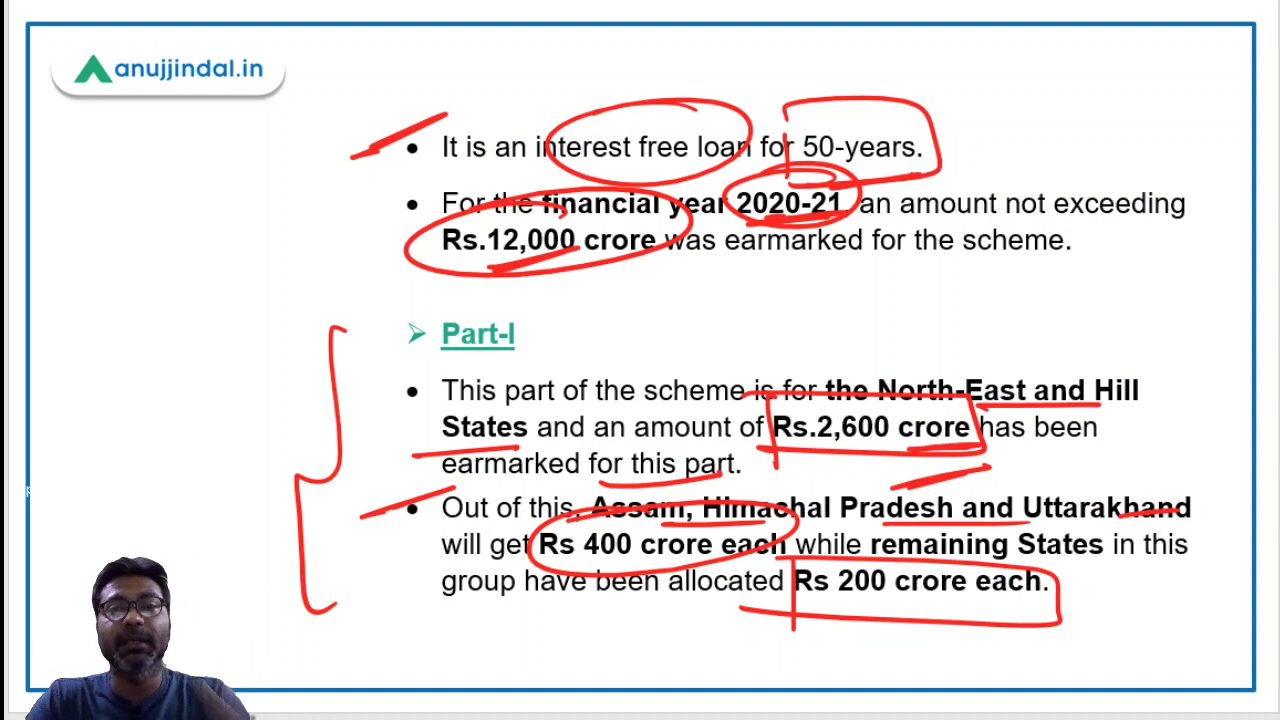 anujjindal.in
It is an interest free loan for 50-years.
For the financial year 2020-21, an amount not exceeding
Rs.12,000 crore was earmarked for the scheme.
Part-I
This part of the scheme is for the North-East and Hill
States and an amount of Rs.2,600 crore has been
earmarked for this part.
Out of this, Assam, Himachal Pradesh and Uttarakhand
will get Rs 400 crore each while remaining States in this
group have been allocated Rs 200 crore each.